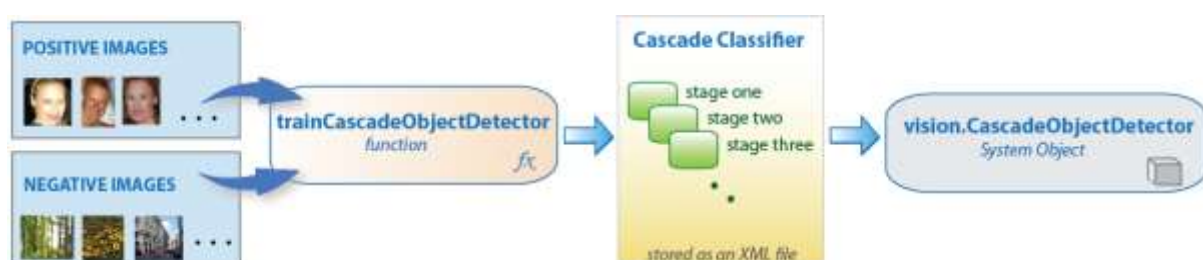 POSITIVE IMAGES
. . .
NEGATIVE IMAGES
. . .
trainCascadeObjectDetector
function
fx
Cascade Classifier
stage one
stage two
stage three
stored as an XML file
vision.CascadeObjectDetector
System Object